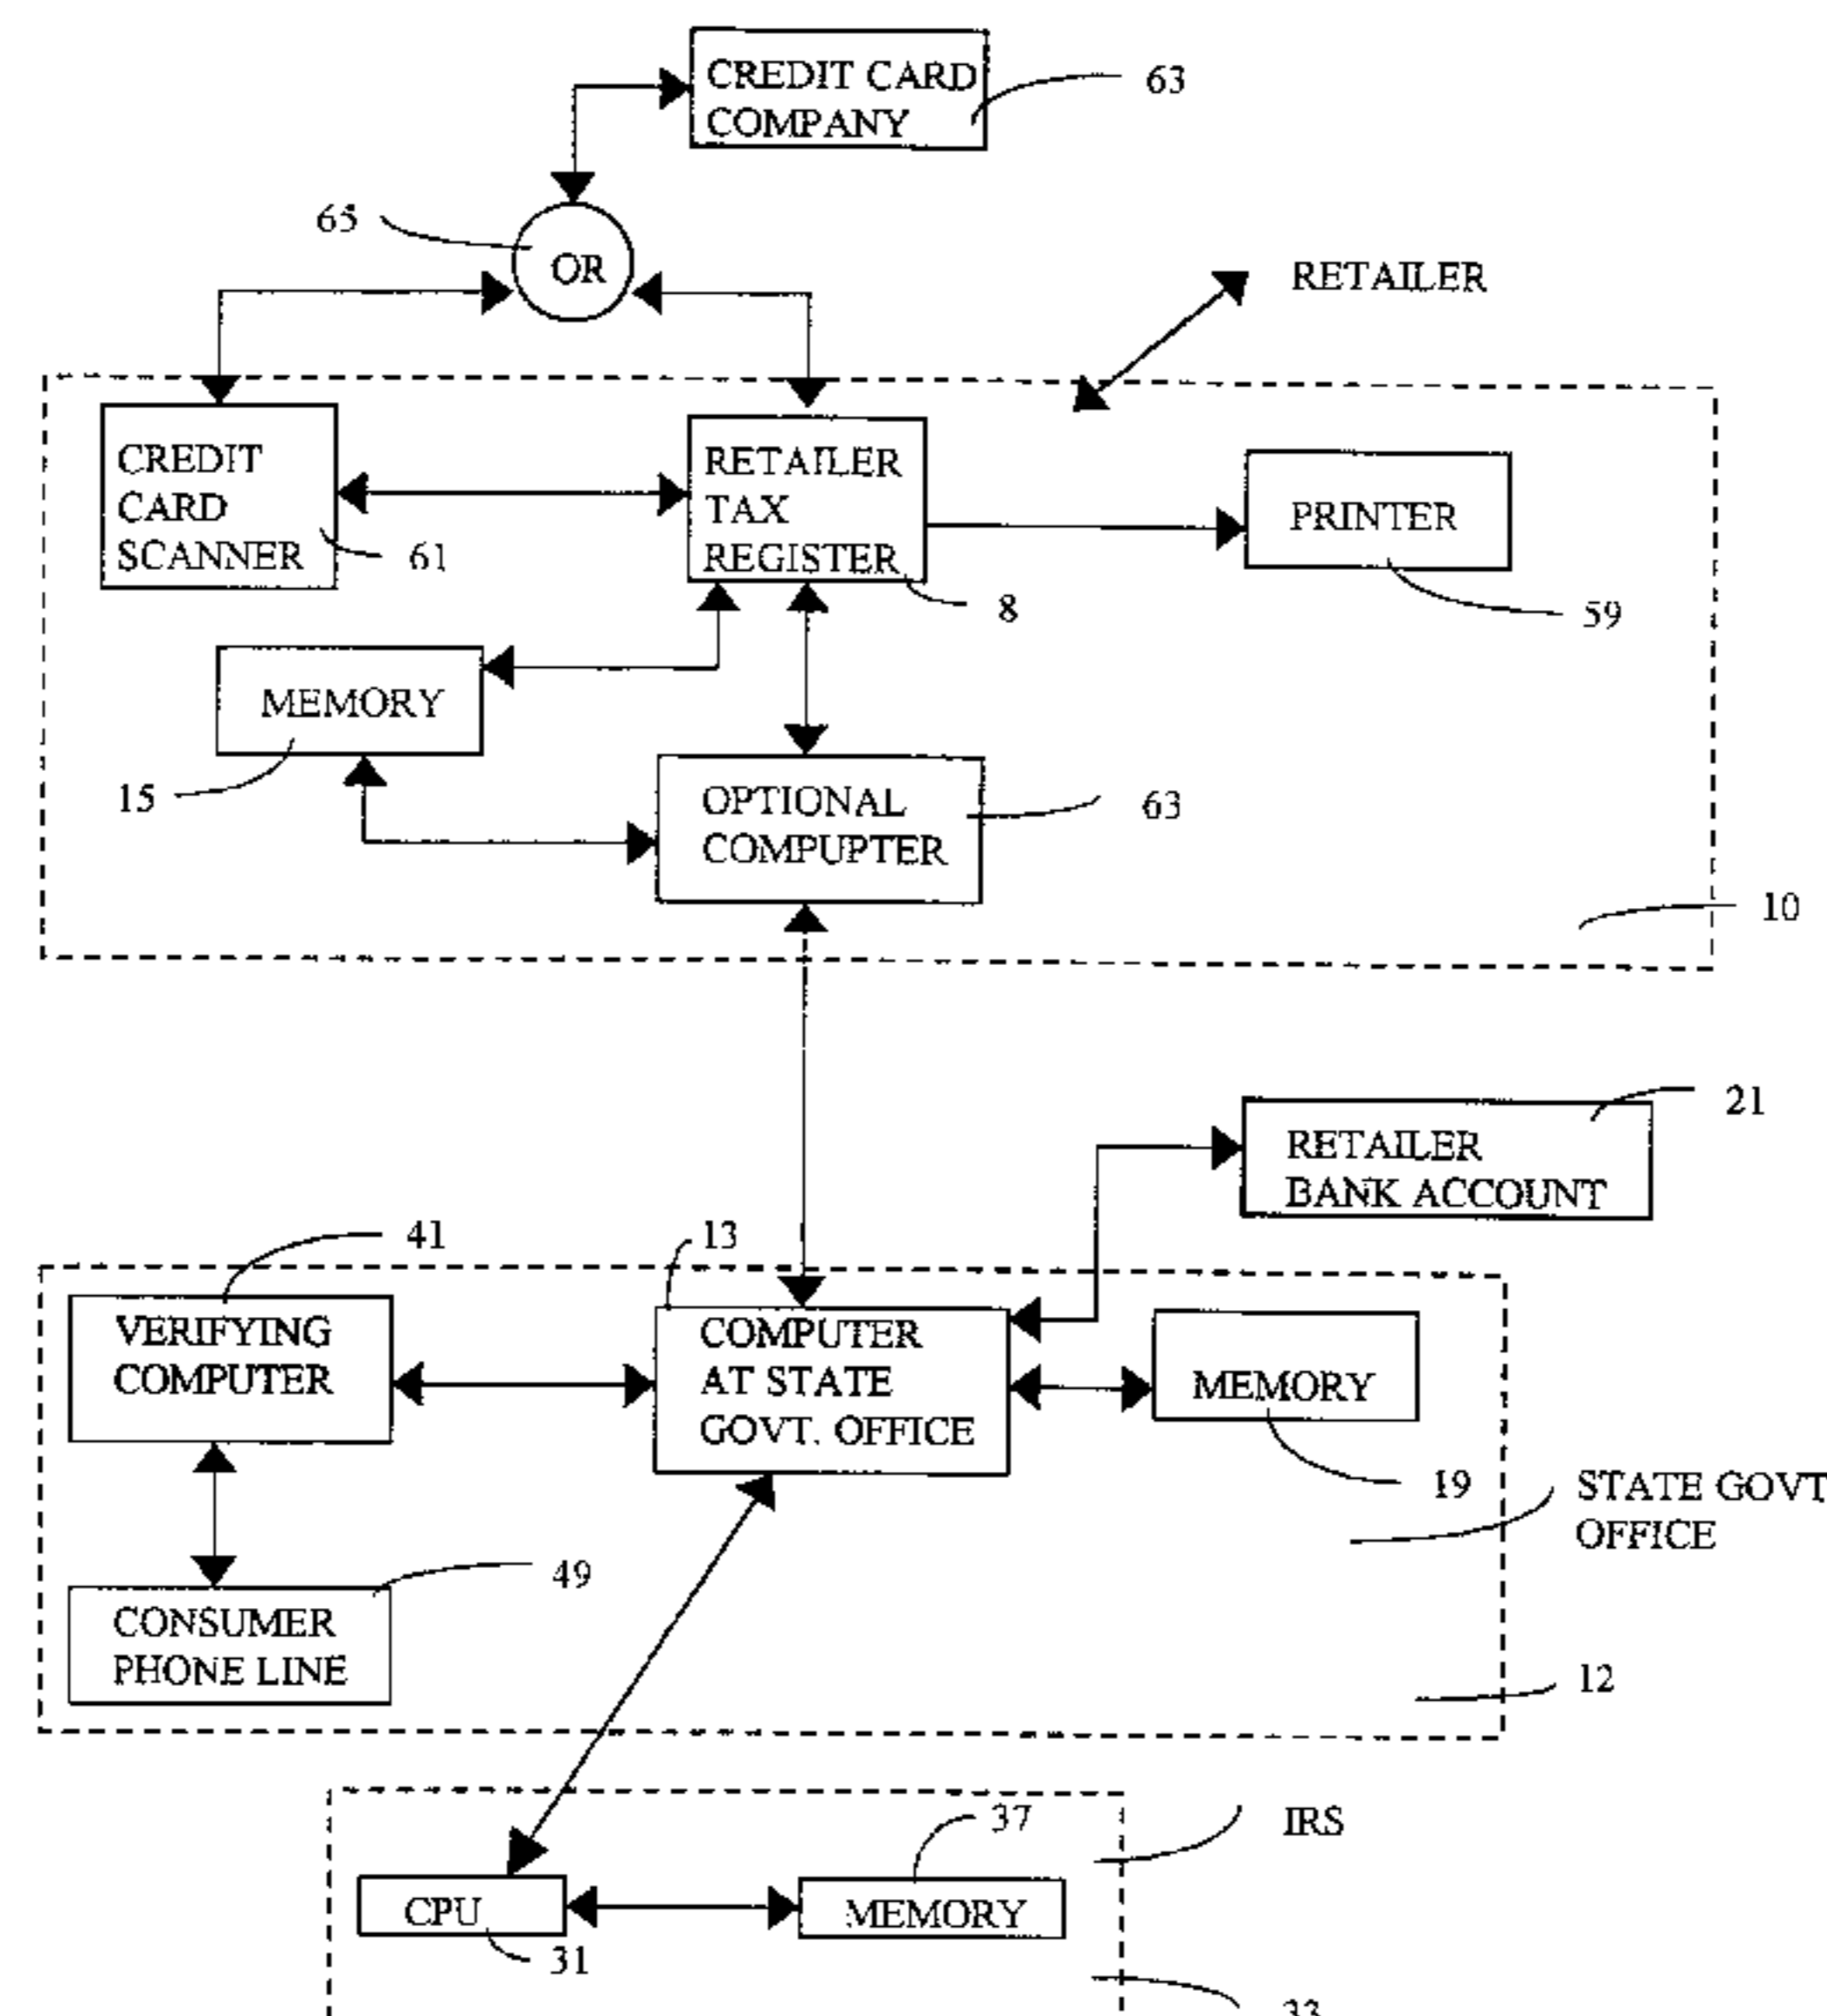 CREDIT CARD
COMPANY
63
65
OR
RETAILER
CREDIT
CARD
SCANNER
61
RETAILER
TAX
REGISTER
8
PRINTER
59
MEMORY
15
OPTIONAL
COMPUPTER
63
10
21
RETAILER
BANK ACCOUNT
41
13
VERIFYING
COMPUTER
COMPUTER
AT STATE
GOVT. OFFICE
MEMORY
19
STATE GOVT
OFFICE
49
CONSUMER
PHONE LINE
12
37
IRS
CPU
31
MEMORY
33